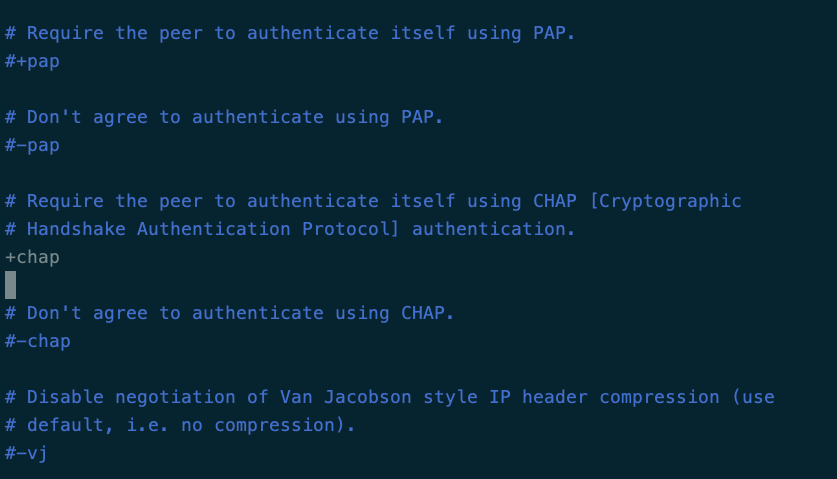 # Require the peer to authenticate itself using PAP.
#+pap
# Don't agree to authenticate using PAP.
#-pap
# Require the peer to authenticate itself using CHAP [Cryptographic
# Handshake Authentication Protocol] authentication.
+chap
# Don't agree to authenticate using CHAP.
#-chap
# Disable negotiation of Van Jacobson style IP header compression (use
# default, i.e. no compression).
#-vj